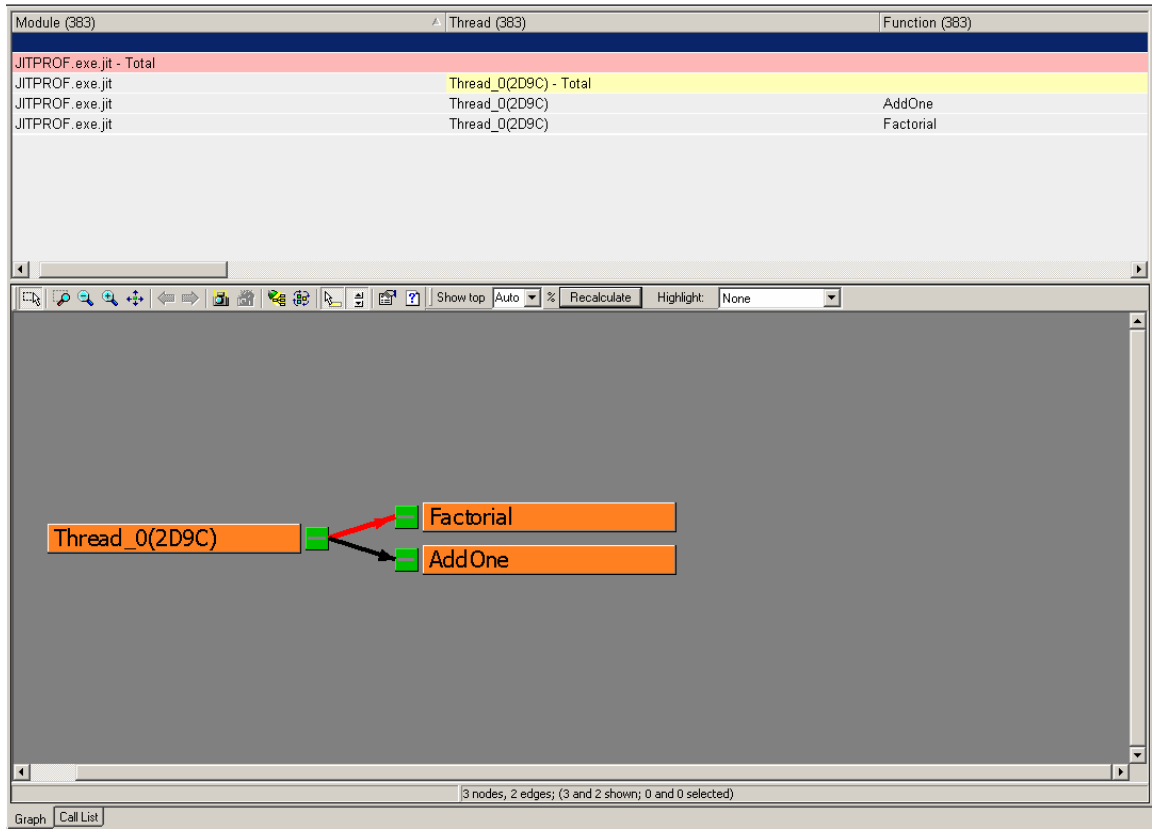 Module (383) Thread (383) Function (383)
JITPROF.exe.jit - Total
JITPROF.exe.jit Thread_0(2D9C) - Total
JITPROF.exe.jit Thread_0(2D9C) AddOne
JITPROF.exe.jit Thread_0(2D9C) Factorial
Show top Auto % Recalculate Highlight: None
Factorial
Thread_0(2D9C)
AddOne
3 nodes, 2 edges; (3 and 2 shown; 0 and 0 selected)
Graph Call List